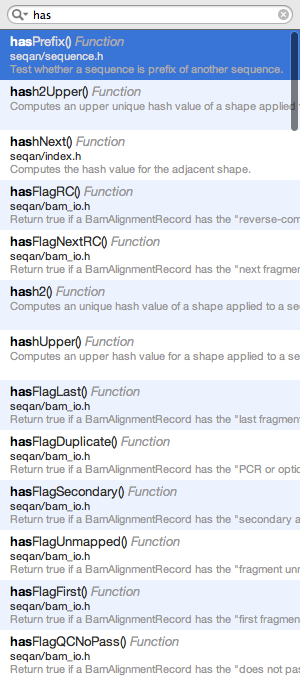 has
hasPrefix() Function
seqan/sequence.h
Test whether a sequence is prefix of another sequence.
hash2Upper() Function
Computes an upper unique hash value of a shape applied
hashNext() Function
seqan/index.h
Computes the hash value for the adjacent shape.
hasFlagRC() Function
seqan/bam_io.h
Return true if a BamAlignmentRecord has the "reverse-com
hasFlagNextRC() Function
seqan/bam_io.h
Return true if a BamAlignmentRecord has the "next fragmen
hash2() Function
Computes an unique hash value of a shape applied to a se
hashUpper() Function
Computes an upper hash value for a shape applied to a se
hasFlagLast() Function
seqan/bam_io.h
Return true if a BamAlignmentRecord has the "last fragment
hasFlagDuplicate() Function
seqan/bam_io.h
Return true if a BamAlignmentRecord has the "PCR or optic
hasFlagSecondary() Function
seqan/bam_io.h
Return true if a BamAlignmentRecord has the "secondary a
hasFlagUnmapped() Function
seqan/bam_io.h
Return true if a BamAlignmentRecord has the "fragment unm
hasFlagFirst() Function
seqan/bam_io.h
Return true if a BamAlignmentRecord has the "first fragmen
hasFlagQCNoPass() Function
seqan/bam_io.h
Return true if a BamAlignmentRecord has the "does not pas